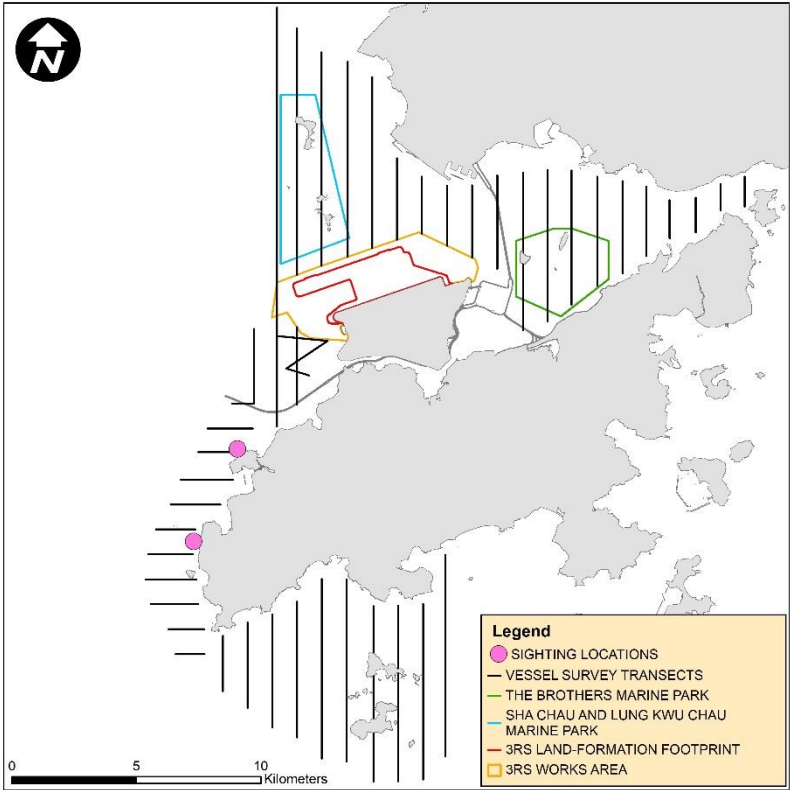 N
Legend
SIGHTING LOCATIONS
VESSEL SURVEY TRANSECTS
THE BROTHERS MARINE PARK
SHA CHAU AND LUNG KWU CHAU
MARINE PARK
3RS LAND-FORMATION FOOTPRINT
3RS WORKS AREA
0 5 10
Kilometers